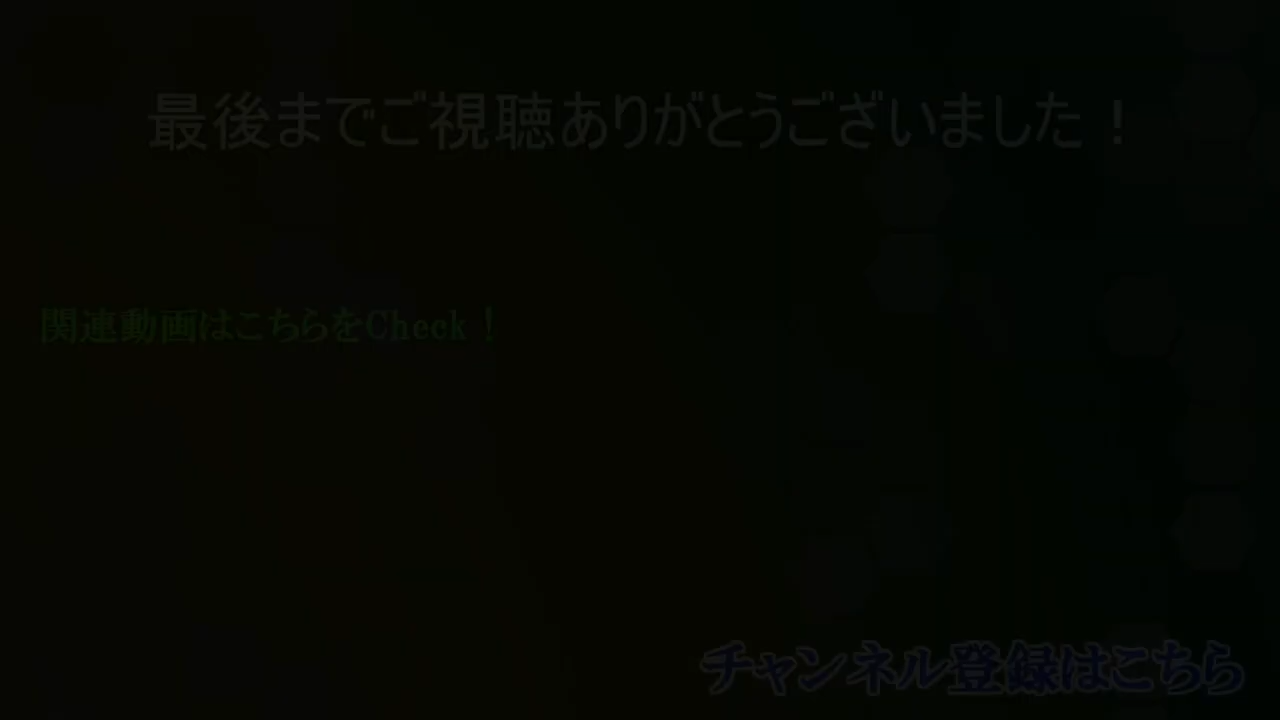 最後までご視聴ありがとうございました！
関連動画はこちらをCheck！
チャンネル登録はこちら